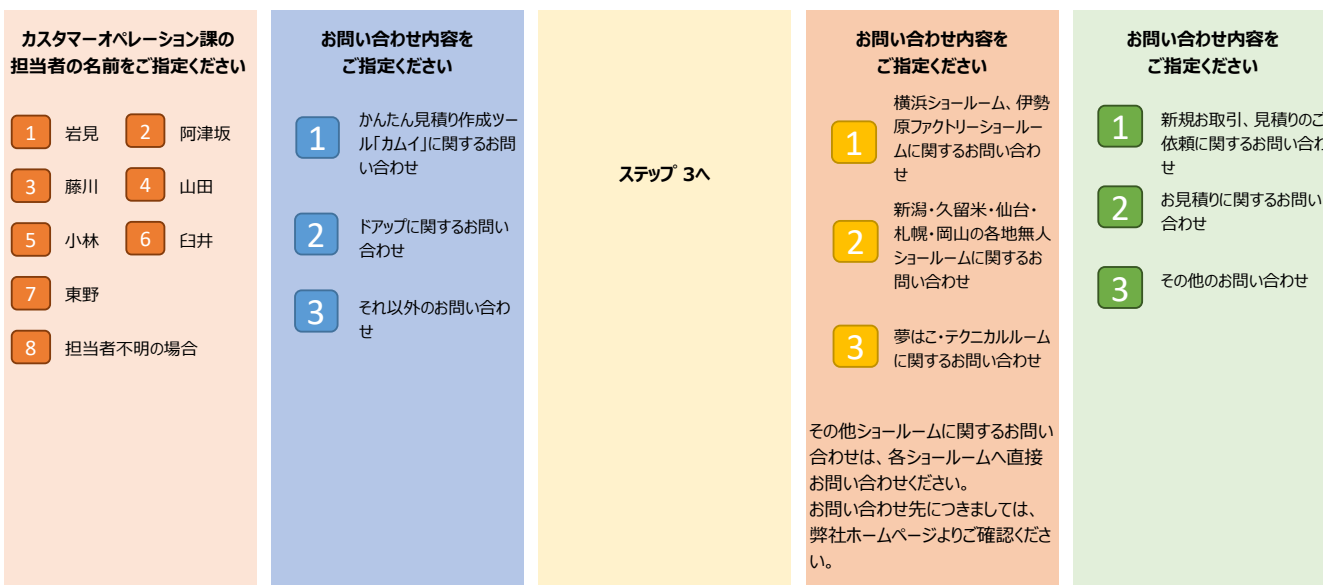 カスタマーオペレーション課の
担当者の名前をご指定ください
1 岩見 2 阿津坂
3 藤川 4 山田
5 小林 6 臼井
7 東野
8 担当者不明の場合
お問い合わせ内容を
ご指定ください
1 かんたん見積り作成ツー
ル「カムイ」に関するお問
い合わせ
2 ドアップに関するお問い
合わせ
3 それ以外のお問い合わ
せ
ステップ 3へ
お問い合わせ内容を
ご指定ください
1 横浜ショールーム、伊勢
原ファクトリーショールー
ムに関するお問い合わ
せ
2 新潟・久留米・仙台・
札幌・岡山の各地無人
ショールームに関するお
問い合わせ
3 夢はこ・テクニカルルーム
に関するお問い合わせ
その他ショールームに関するお問い
合わせは、各ショールームへ直接
お問い合わせください。
お問い合わせ先につきましては、
弊社ホームページよりご確認くださ
い。
お問い合わせ内容を
ご指定ください
1 新規お取引、見積りのご
依頼に関するお問い合わ
せ
2 お見積りに関するお問い
合わせ
3 その他のお問い合わせ